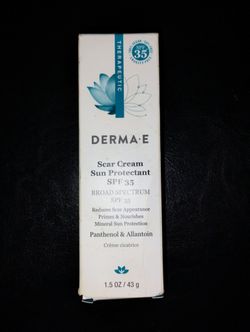 THERAPEUTIC
SPF
35
DERMA·E
Scar Cream
Sun Protectant
SPF 35
BROAD SPECTRUM
SPF 35
Reduces Scar Appearance
Primes & Nourishes
Mineral Sun Protection
Panthenol & Allantoin
Crème cicatrice
1.5 OZ / 43 g